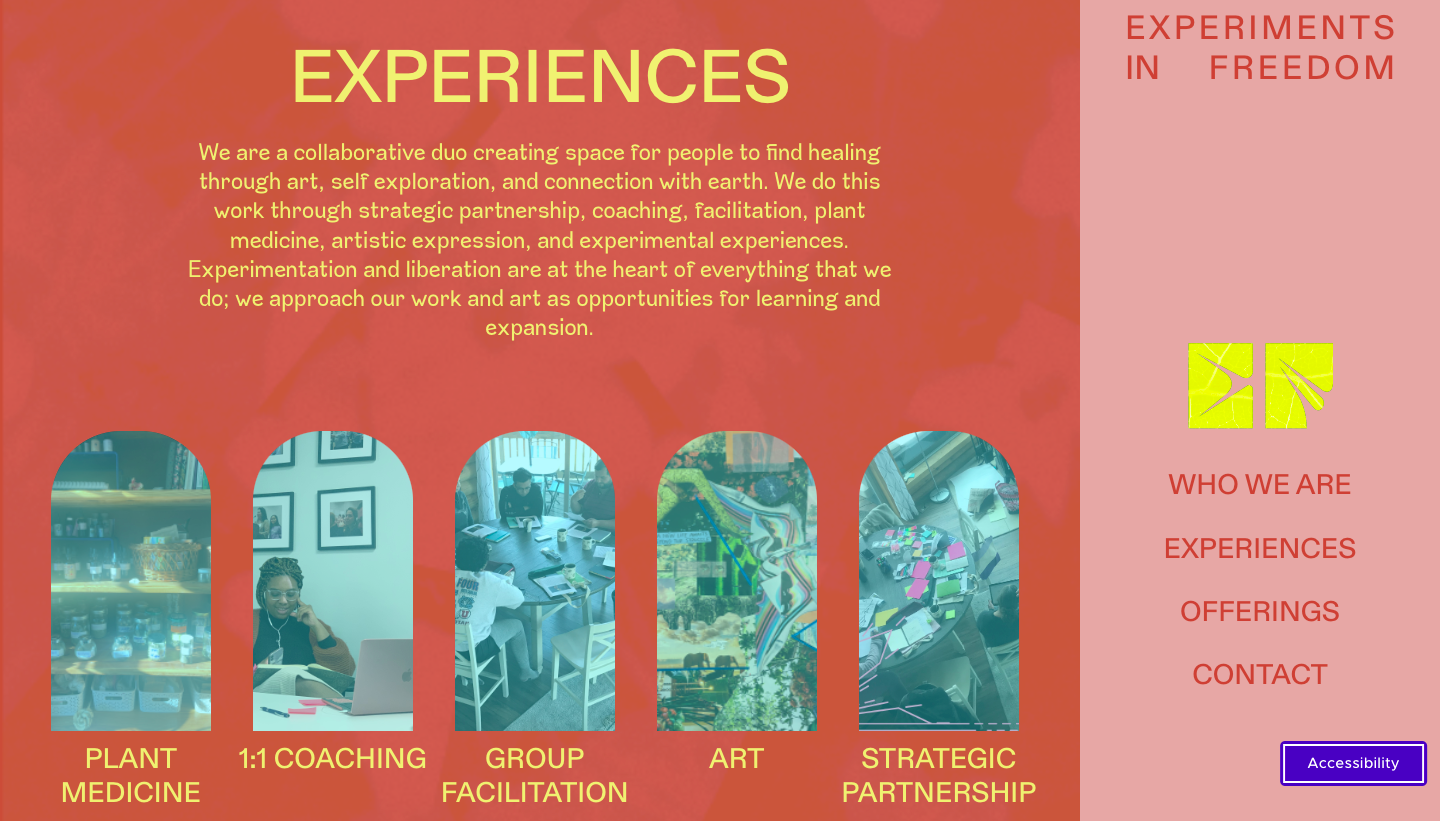 EXPERIENCES
We are a collaborative duo creating space for people to find healing
through art, self exploration, and connection with earth. We do this
work through strategic partnership, coaching, facilitation, plant
medicine, artistic expression, and experimental experiences.
Experimentation and liberation are at the heart of everything that we
do; we approach our work and art as opportunities for learning and
expansion.
PLANT
MEDICINE
1:1 COACHING
GROUP
FACILITATION
ART
STRATEGIC
PARTNERSHIP
EXPERIMENTS
IN FREEDOM
WHO WE ARE
EXPERIENCES
OFFERINGS
CONTACT
Accessibility